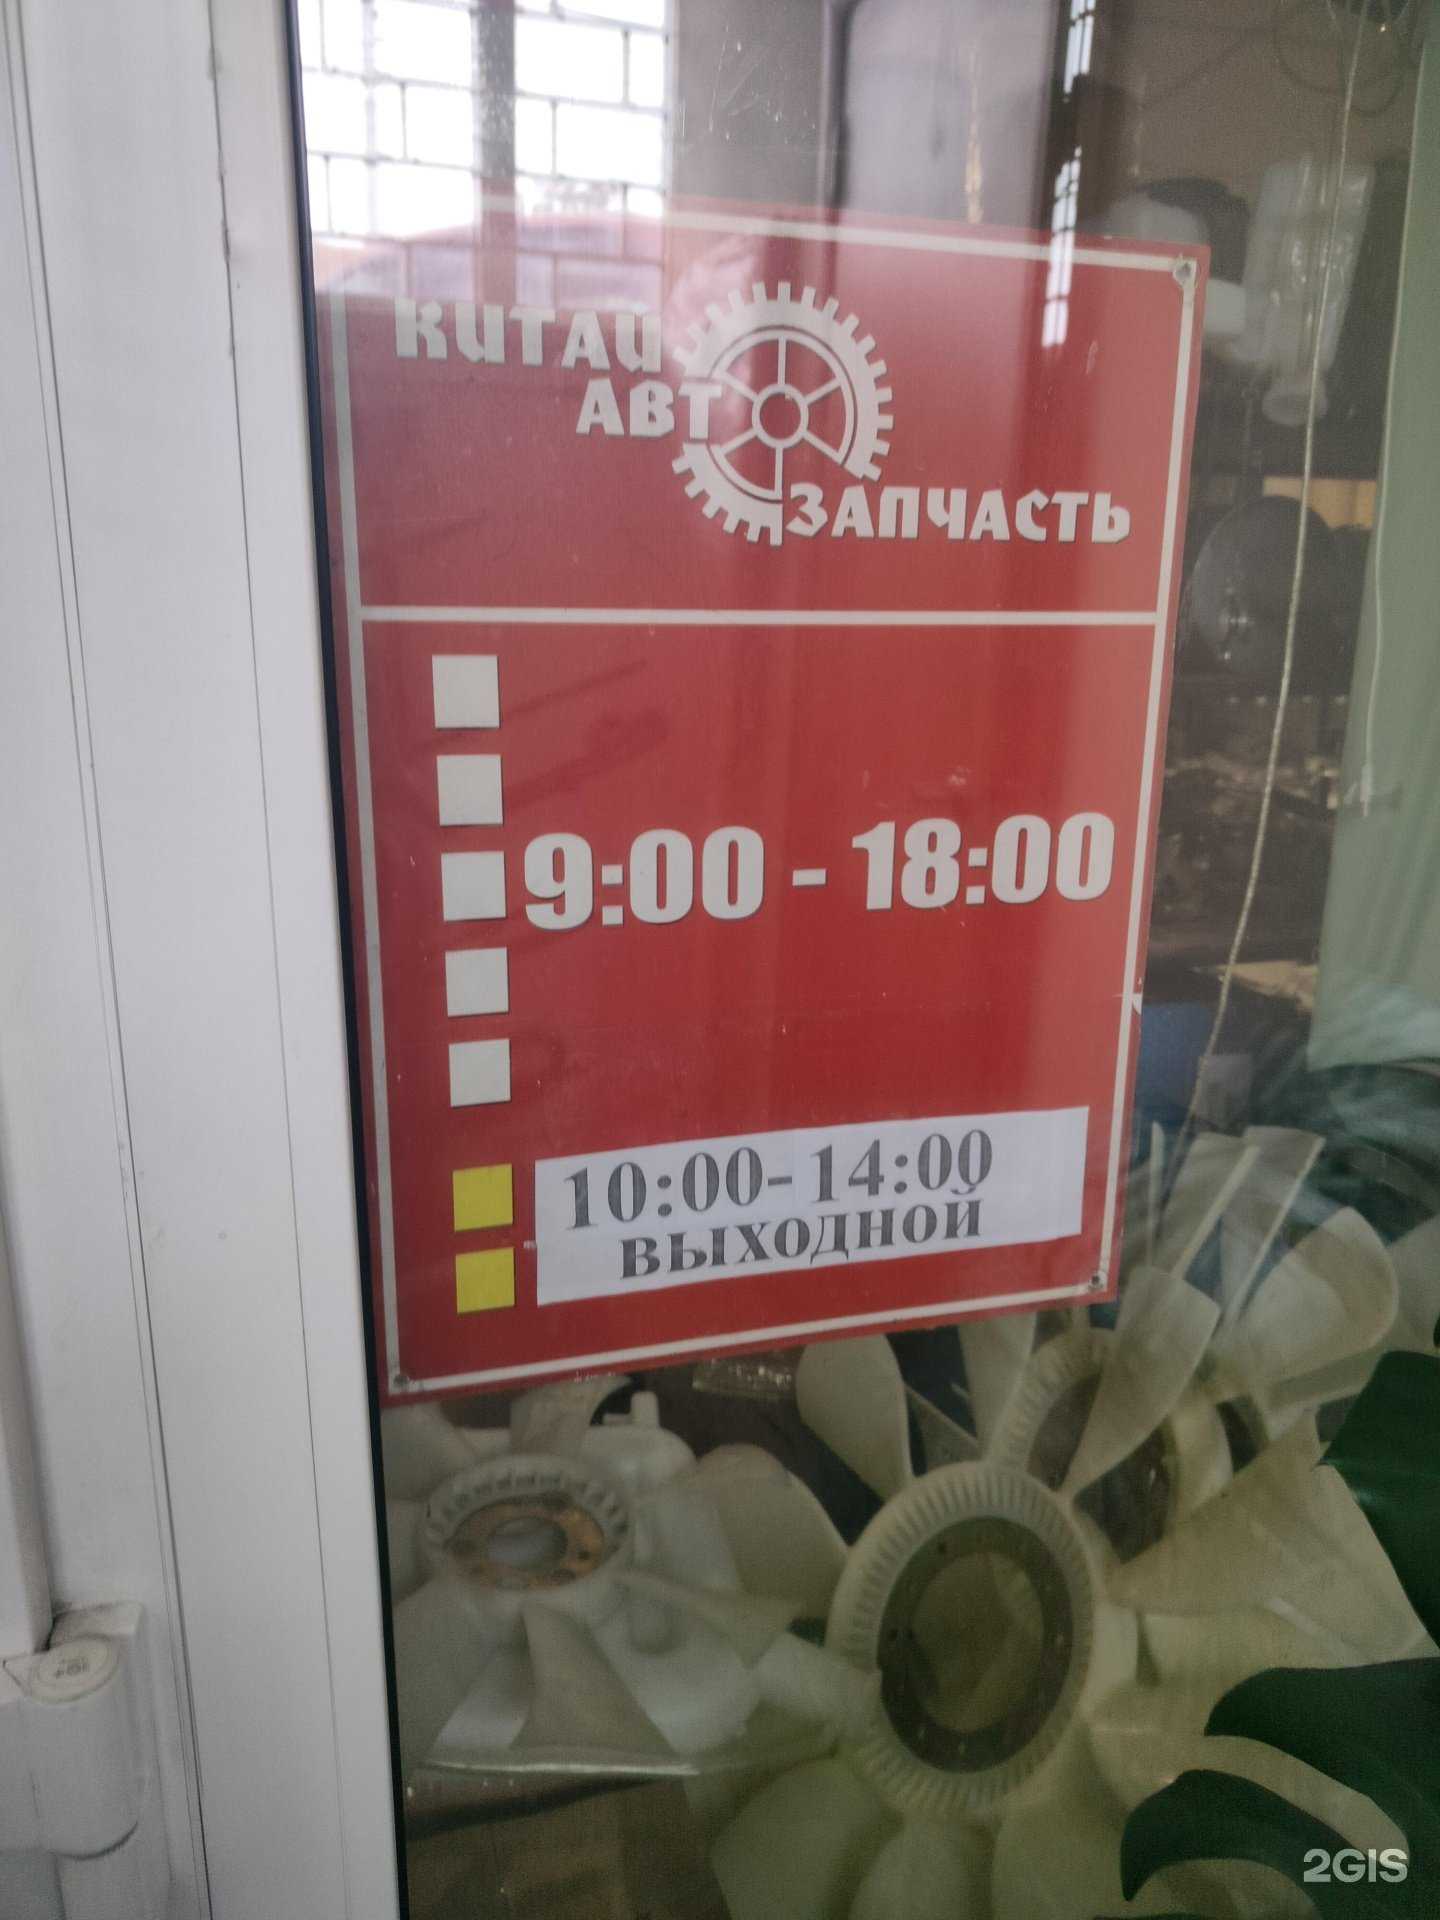 КИТАЙ
АВТ
ЗАПЧАСТЬ
9:00 - 18:00
10:00-14:00
ВЫХОДНОЙ
2GIS